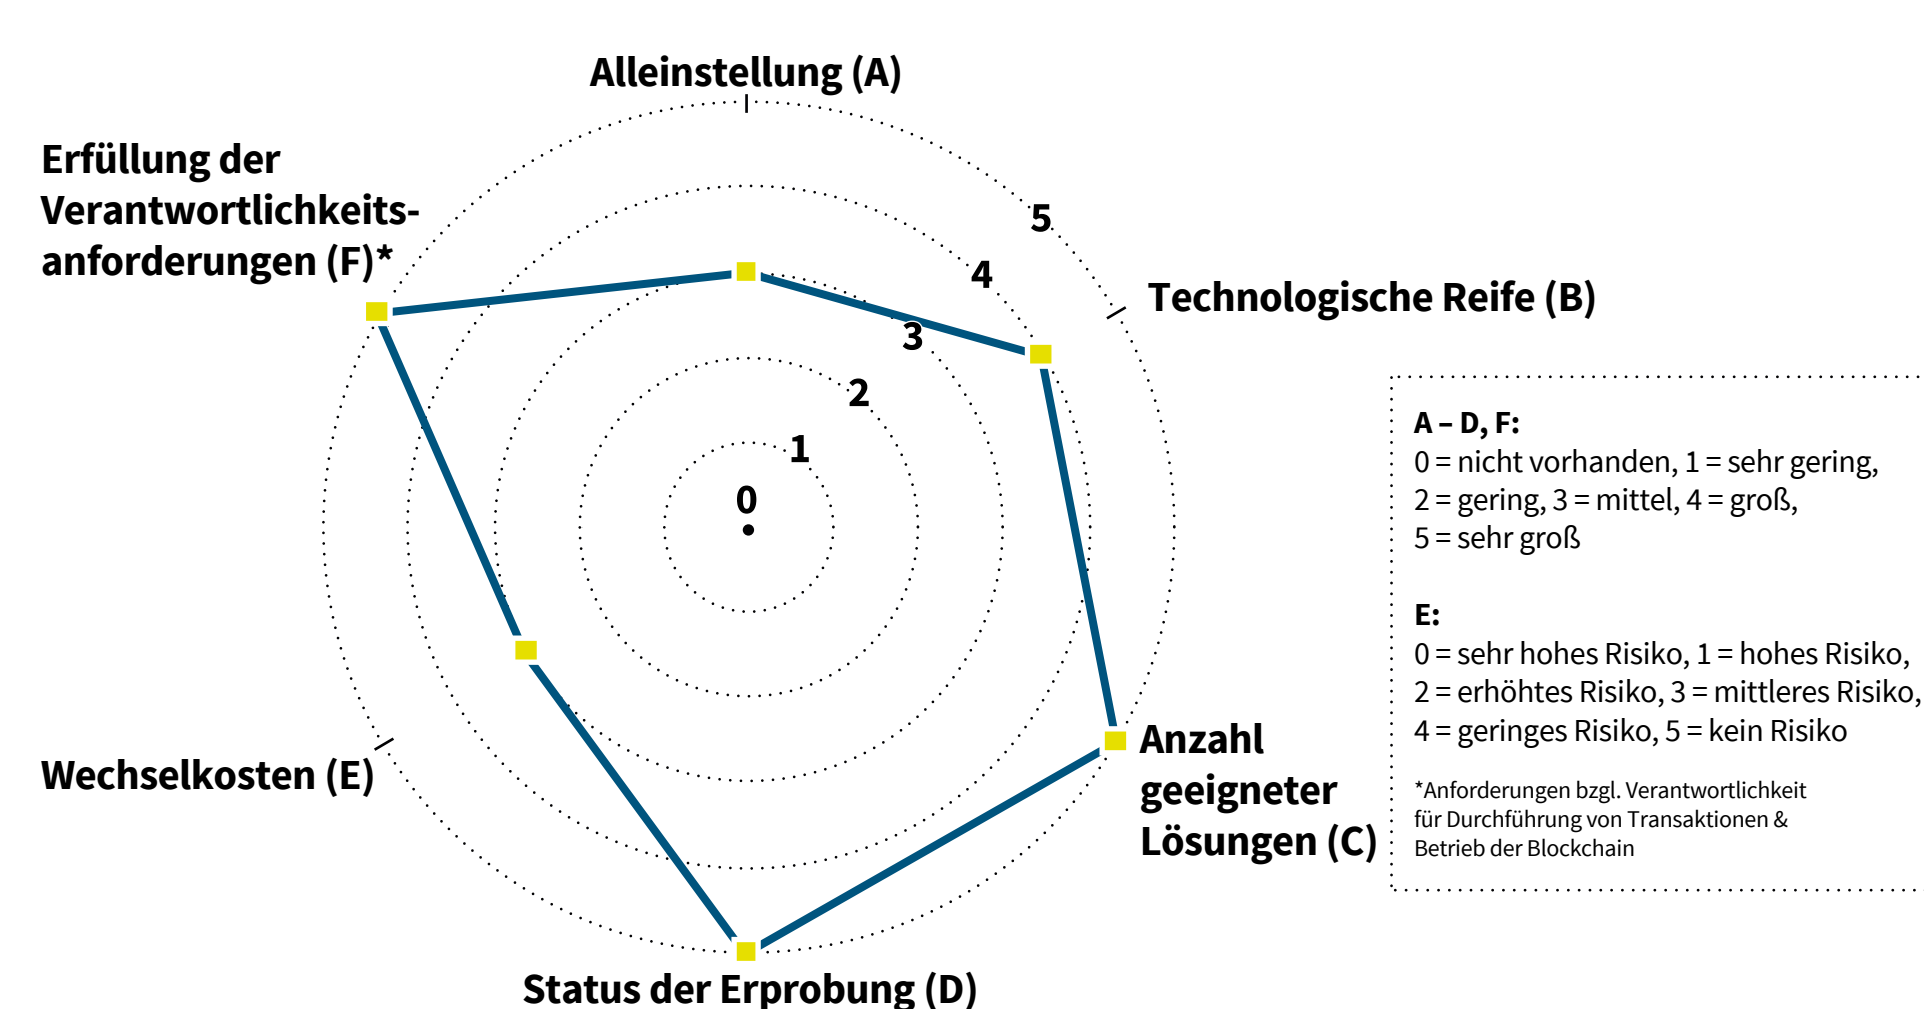 Alleinstellung (A)
Erfüllung der
Verantwortlichkeits-
anforderungen (F)*
5
4
Technologische Reife (B)
3
2
1
0
A – D, F:
0 = nicht vorhanden, 1 = sehr gering,
2 = gering, 3 = mittel, 4 = groß,
5 = sehr groß
E:
0 = sehr hohes Risiko, 1 = hohes Risiko,
2 = erhöhtes Risiko, 3 = mittleres Risiko,
4 = geringes Risiko, 5 = kein Risiko
*Anforderungen bzgl. Verantwortlichkeit
für Durchführung von Transaktionen &
Betrieb der Blockchain
Anzahl
geeigneter
Lösungen (C)
Wechselkosten (E)
Status der Erprobung (D)